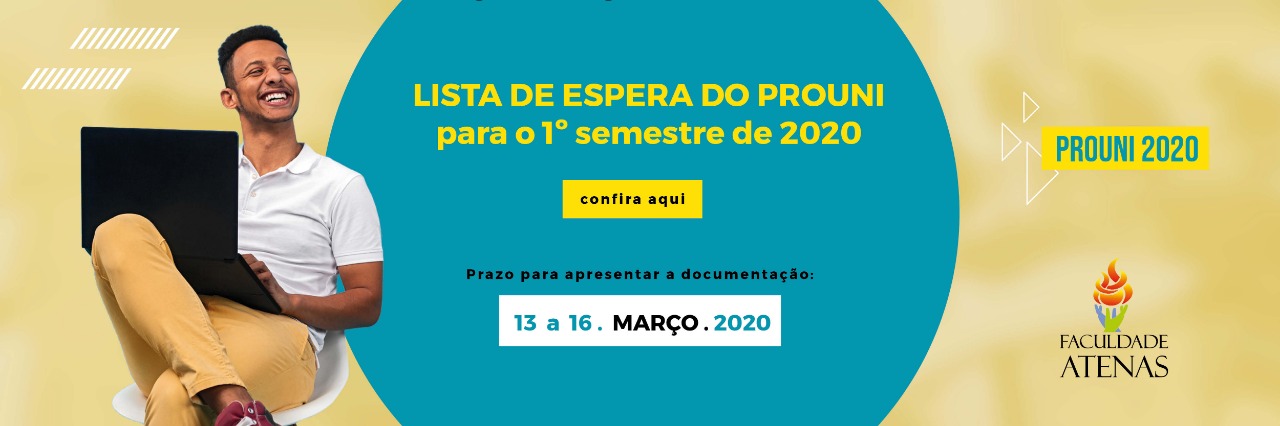 LISTA DE ESPERA DO PROUNI
para o 1º semestre de 2020
confira aqui
Prazo para apresentar a documentação:
13 a 16. MARÇO. 2020
PROUNI 2020
FACULDADE
ATENAS